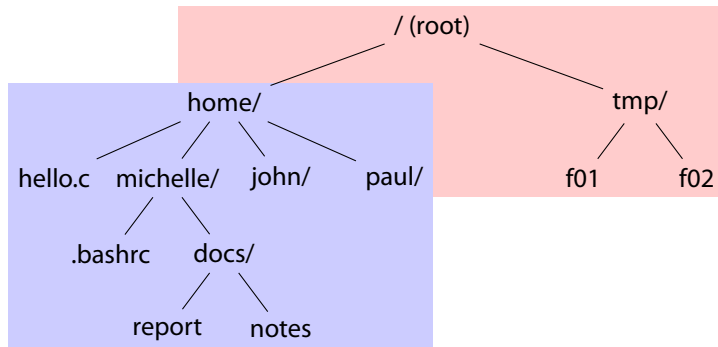 / (root)
home/
tmp/
hello.c
michelle/
john/
paul/
f01
f02
.bashrc
docs/
report
notes